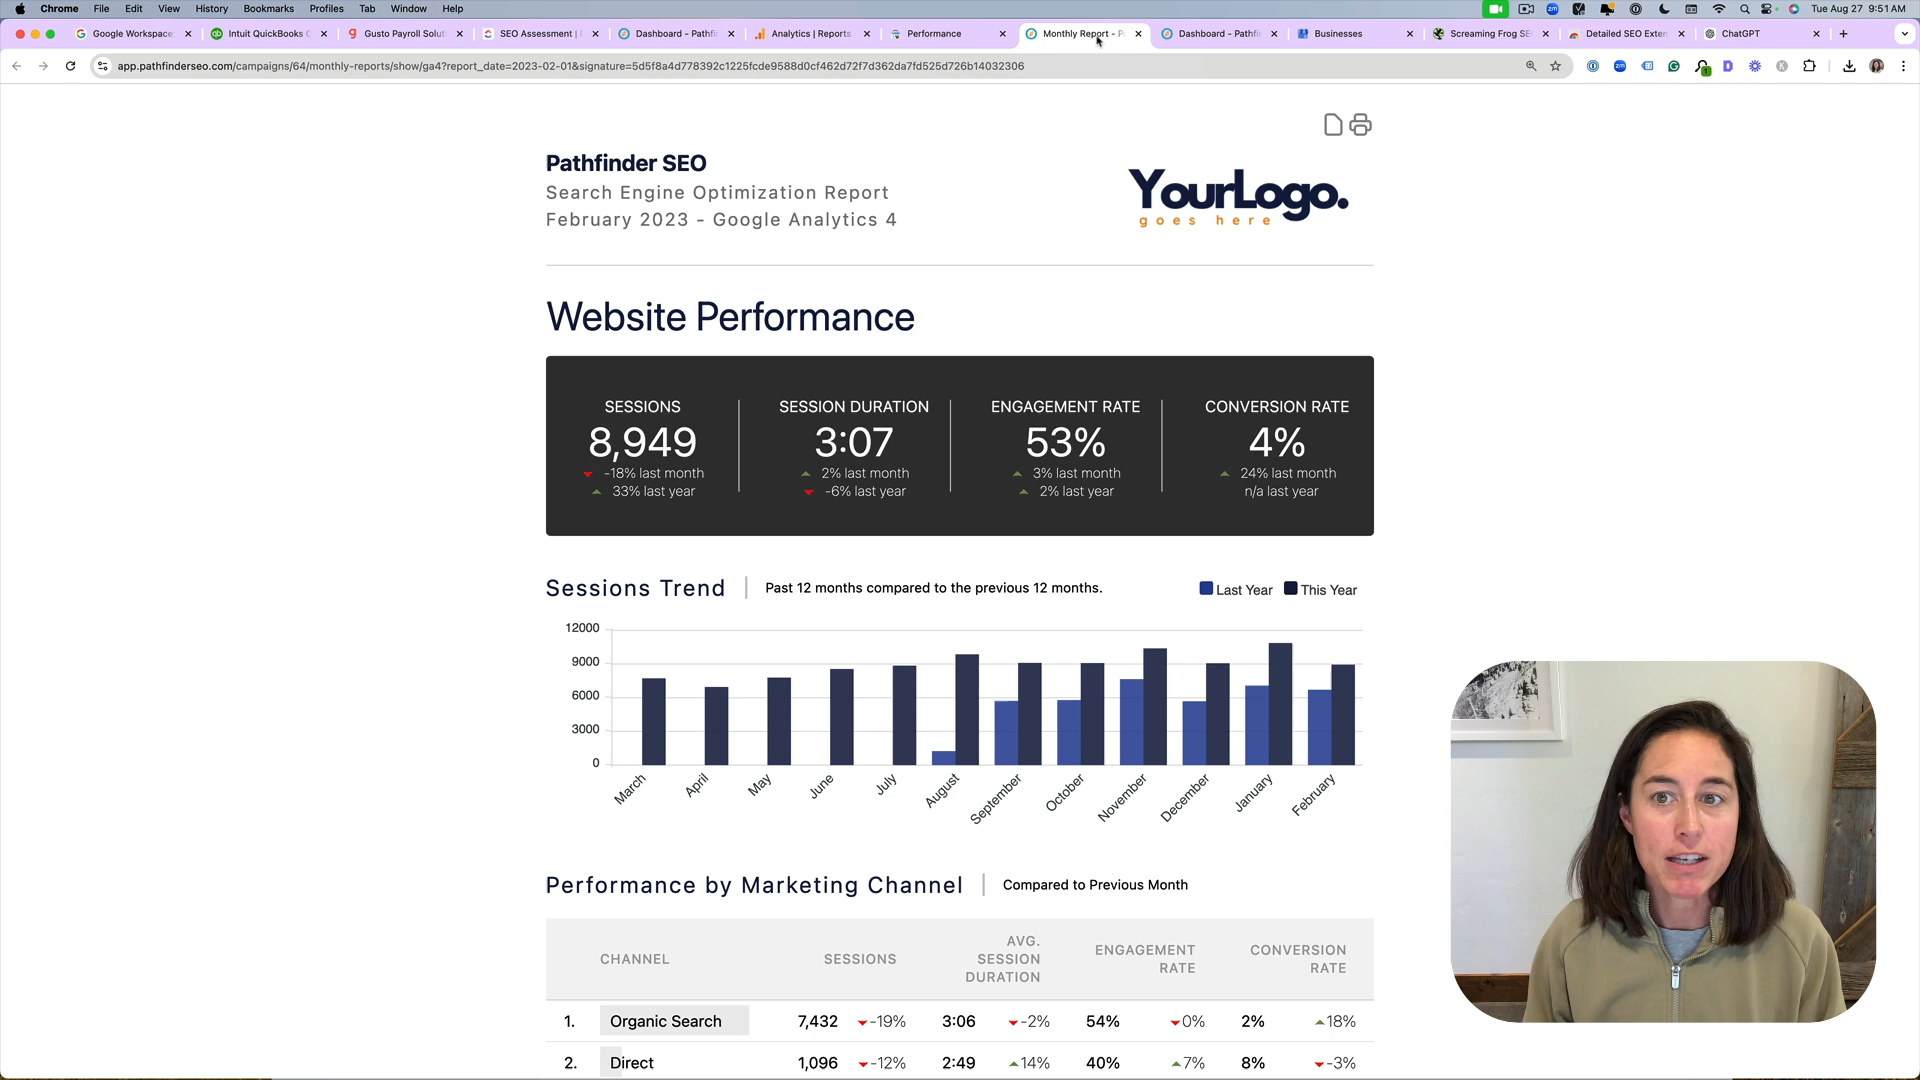 Chrome File Edit View History Bookmarks Profiles Tab Window Help Tue Aug 27 9:51 AM
Google Workspace Intuit QuickBooks Gusto Payroll Solut SEO Assessment | Dashboard - Pathfi Analytics | Reports Performance Monthly Report - P Dashboard - Pathfin Businesses Screaming Frog SE Detailed SEO Exten ChatGPT
app.pathfinderseo.com/campaigns/64/monthly-reports/show/ga4?report_date=2023-02-01&signature=5d5f8a4d778392c1225fcde9588d0cf462d72f7d362da7fd525d726b14032306
Pathfinder SEO
Search Engine Optimization Report
February 2023 - Google Analytics 4
YourLogo.
goes here
Website Performance
SESSIONS SESSION DURATION ENGAGEMENT RATE CONVERSION RATE
8,949 3:07 53% 4%
-18% last month 2% last month 3% last month 24% last month
33% last year -6% last year 2% last year n/a last year
Sessions Trend Past 12 months compared to the previous 12 months. Last Year This Year
12000
9000
6000
3000
0
March April May June July August September October November December January February
Performance by Marketing Channel Compared to Previous Month
CHANNEL SESSIONS AVG. SESSION DURATION ENGAGEMENT RATE CONVERSION RATE
1. Organic Search 7,432 -19% 3:06 -2% 54% 0% 2% 18%
2. Direct 1,096 -12% 2:49 14% 40% 7% 8% -3%